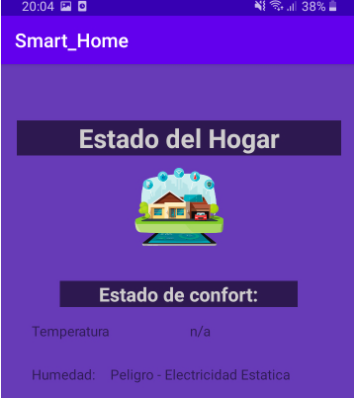 20:04 38%
Smart_Home
Estado del Hogar
Estado de confort:
Temperatura n/a
Humedad: Peligro - Electricidad Estatica